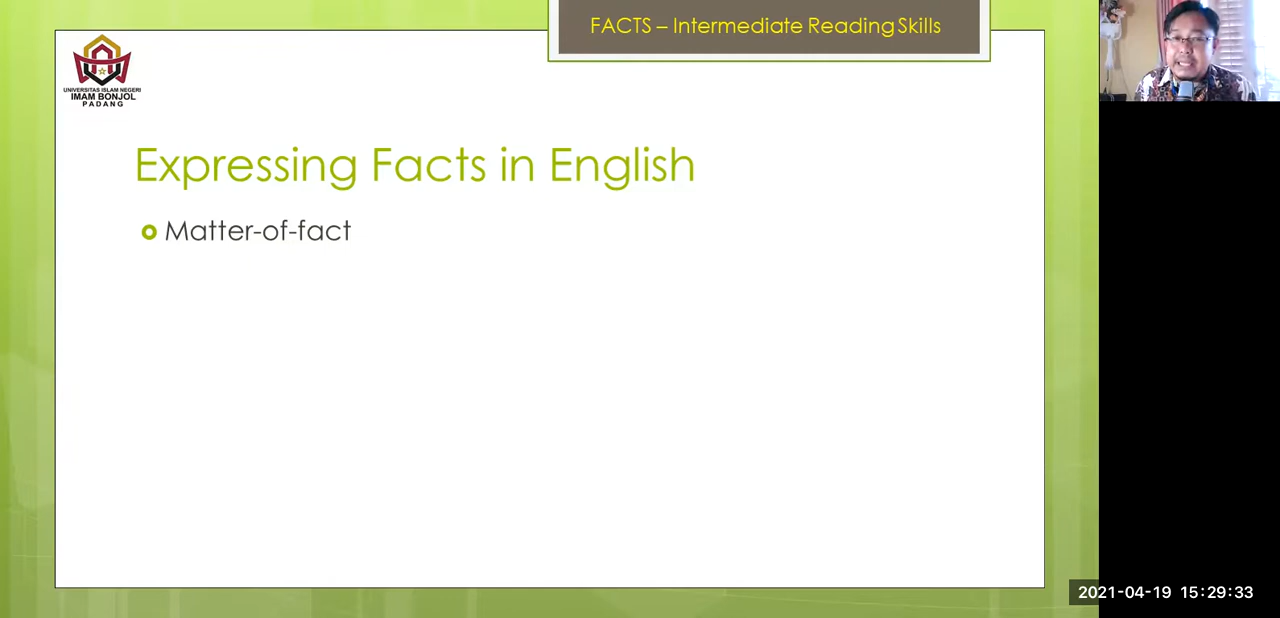 FACTS – Intermediate Reading Skills
UNIVERSITAS ISLAM NEGERI
IMAM BONJOL
PADANG
Expressing Facts in English
Matter-of-fact
2021-04-19 15:29:33